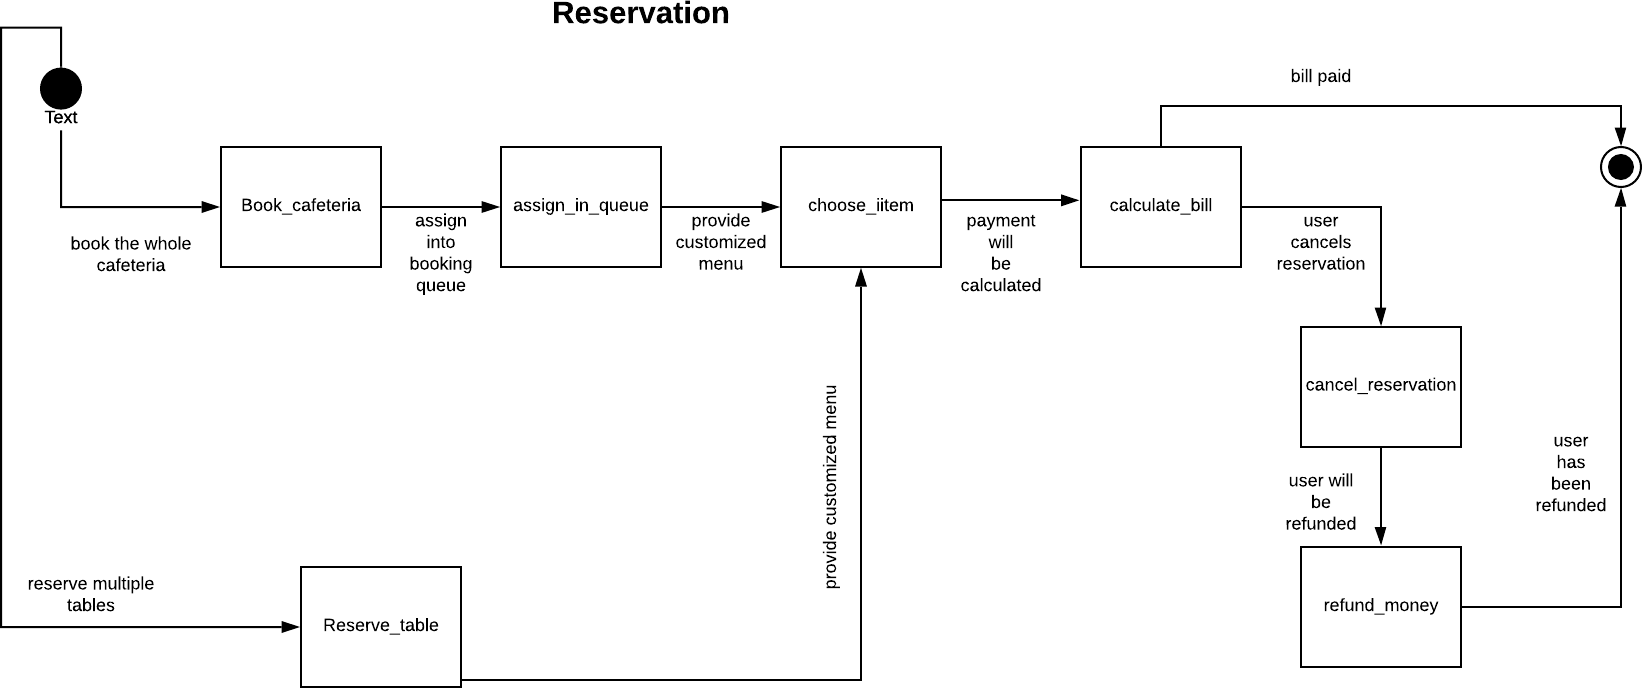 Reservation
bill paid
Text
Book_cafeteria
assign_in_queue
choose_iitem
calculate_bill
book the whole
cafeteria
assign
into
booking
queue
provide
customized
menu
payment
will
be
calculated
user
cancels
reservation
cancel_reservation
provide customized menu
user will
be
refunded
user
has
been
refunded
reserve multiple
tables
Reserve_table
refund_money